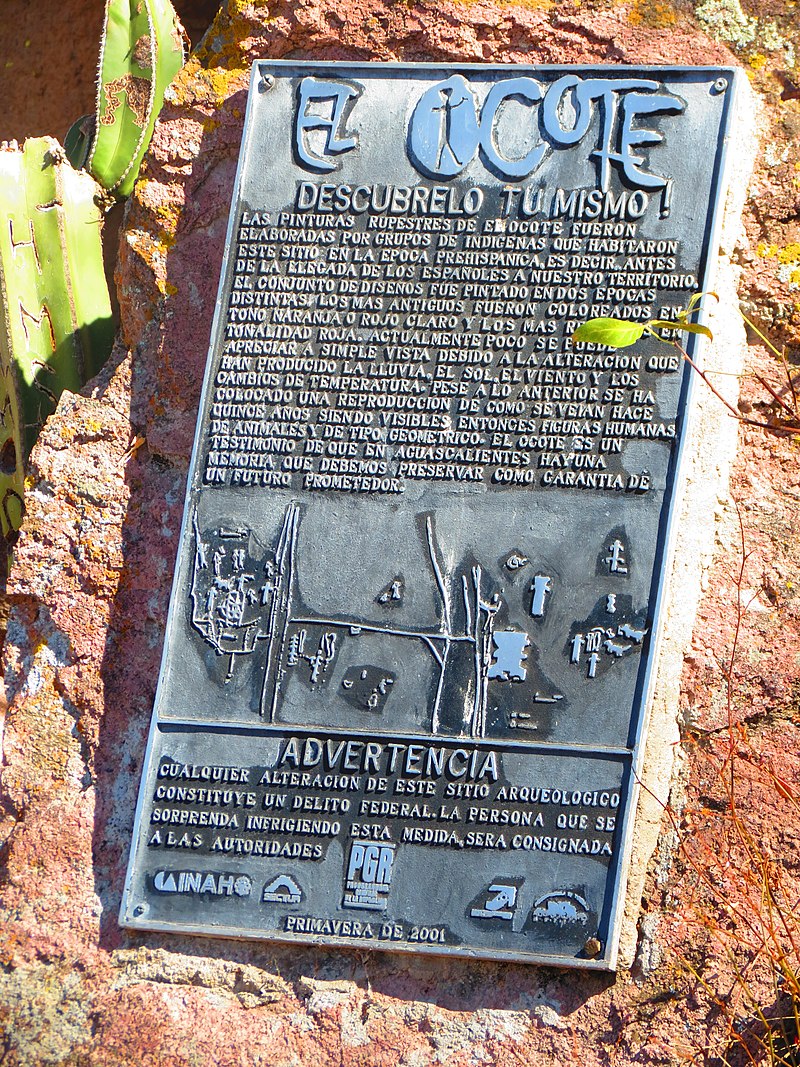 EL OCOTE
DESCUBRELO TU MISMO!
LAS PINTURAS RUPESTRES DE EL OCOTE FUERON
ELABORADAS POR GRUPOS DE INDIGENAS QUE HABITARON
ESTE SITIO EN LA EPOCA PREHISPANICA, ES DECIR, ANTES
DE LA LLEGADA DE LOS ESPAÑOLES A NUESTRO TERRITORIO.
EL CONJUNTO DE DISEÑOS FUE PINTADO EN DOS EPOCAS
DISTINTAS, LOS MAS ANTIGUOS FUERON COLOREADOS EN
TONO NARANJA O ROJO CLARO Y LOS MAS EN
TONALIDAD ROJA. ACTUALMENTE POCO SE
APRECIAR A SIMPLE VISTA DEBIDO A LA ALTERACION QUE
HAN PRODUCIDO LA LLUVIA, EL SOL, EL VIENTO Y LOS
CAMBIOS DE TEMPERATURA. PESE A LO ANTERIOR SE HA
COLOCADO UNA REPRODUCCION DE COMO SE VEIAN HACE
QUINCE AÑOS SIENDO VISIBLES ENTONCES FIGURAS HUMANAS
DE ANIMALES Y DE TIPO GEOMETRICO. EL OCOTE ES UN
TESTIMONIO DE QUE EN AGUASCALIENTES HAY UNA
MEMORIA QUE DEBEMOS PRESERVAR COMO GARANTIA DE
UN FUTURO PROMETEDOR.
ADVERTENCIA
CUALQUIER ALTERACION DE ESTE SITIO ARQUEOLOGICO
CONSTITUYE UN DELITO FEDERAL. LA PERSONA QUE SE
SORPRENDA INFRIGIENDO ESTA MEDIDA, SERA CONSIGNADA
A LAS AUTORIDADES
INAH
SECTUR
PGR
PROCURADURIA
GENERAL
DE LA REPUBLICA
PRIMAVERA DE 2001